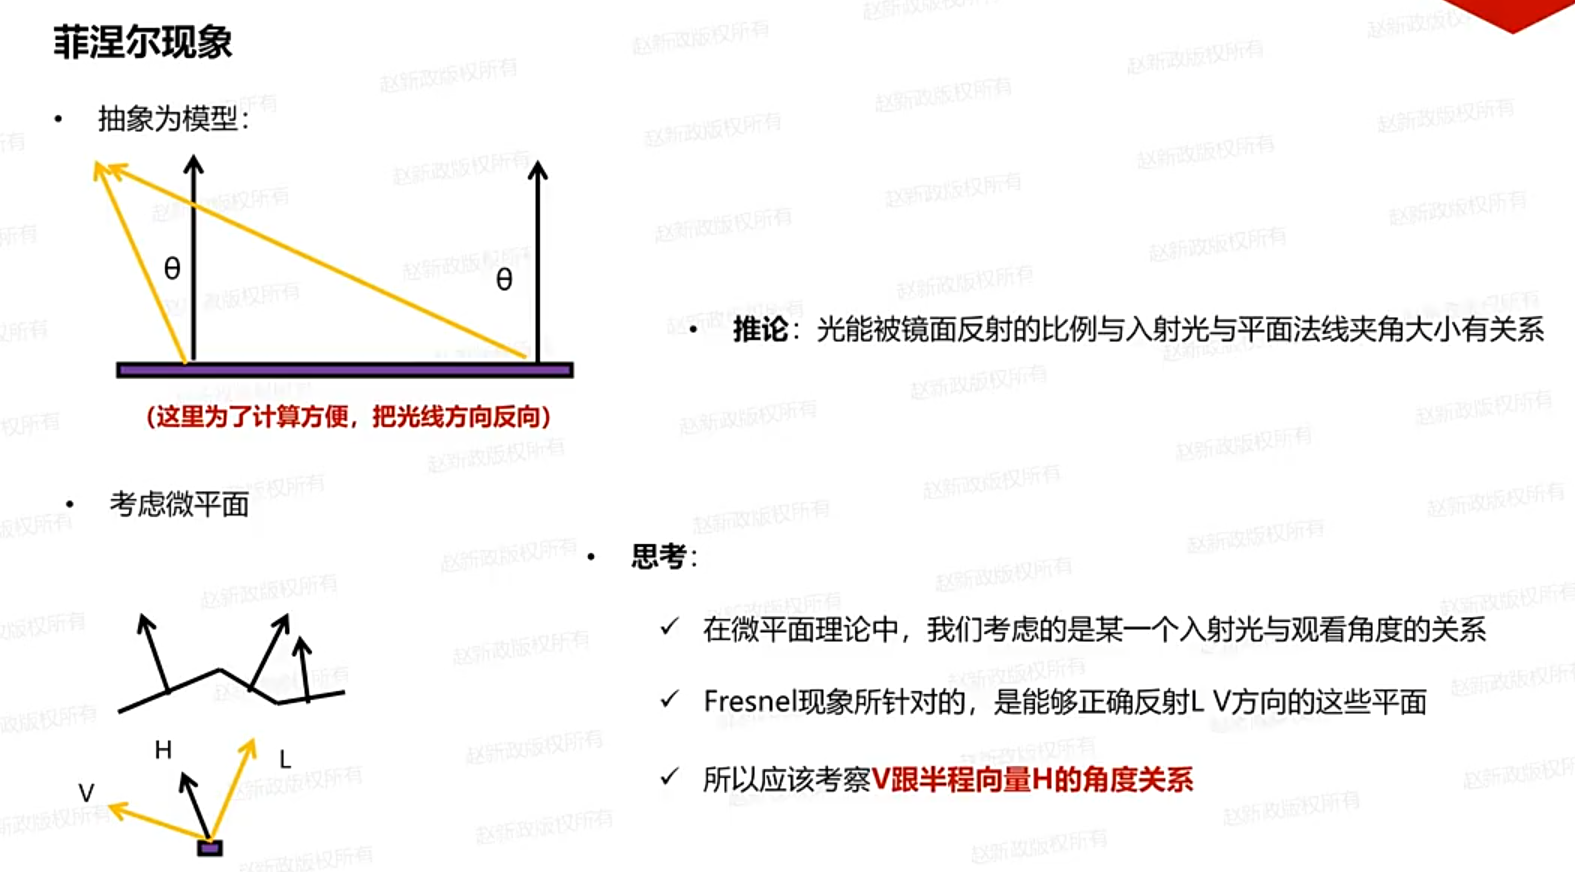 菲涅尔现象
• 抽象为模型：
θ
θ
（这里为了计算方便，把光线方向反向）
• 推论：光能被镜面反射的比例与入射光与平面法线夹角大小有关系
• 考虑微平面
H
L
V
• 思考：
✓ 在微平面理论中，我们考虑的是某一个入射光与观看角度的关系
✓ Fresnel现象所针对的，是能够正确反射L V方向的这些平面
✓ 所以应该考察V跟半程向量H的角度关系
赵新政版权所有